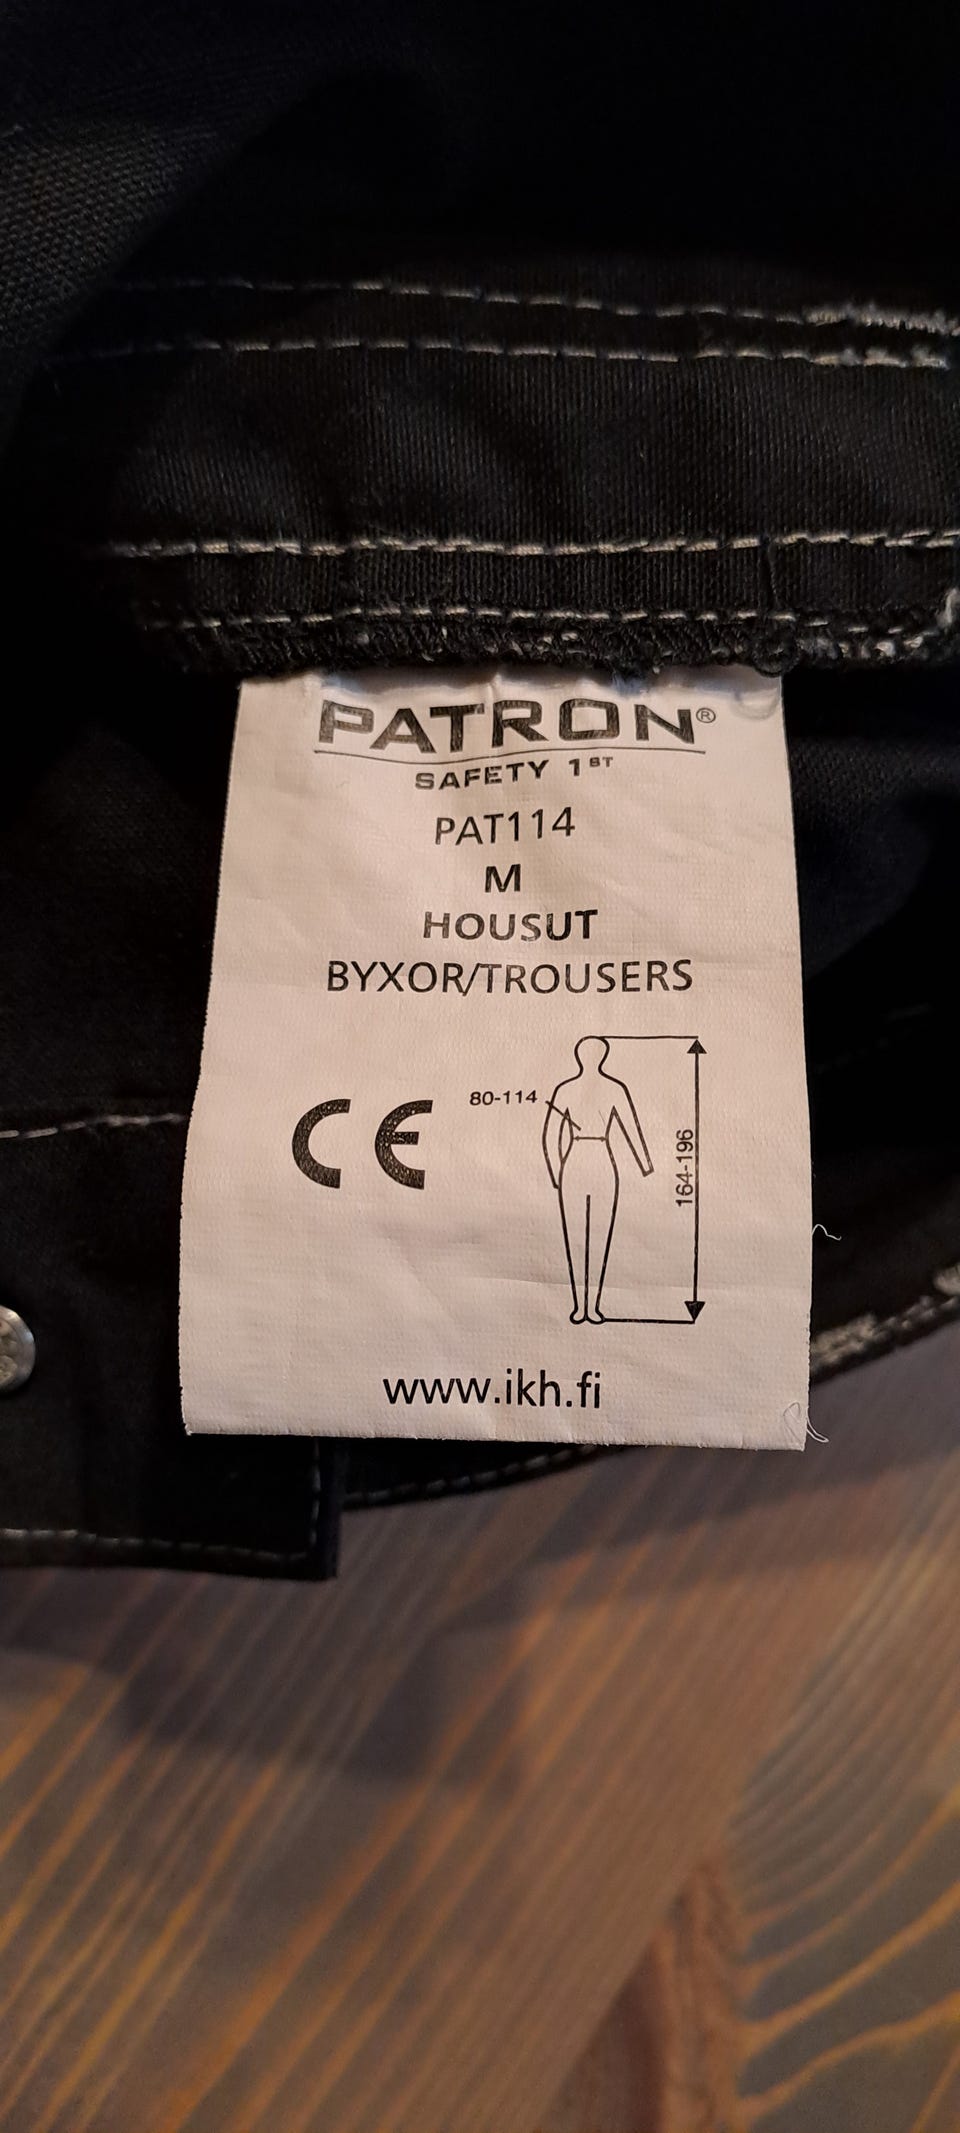 PATRON®
SAFETY 1ST
PAT114
M
HOUSUT
BYXOR/TROUSERS
CE
80-114
164-196
www.ikh.fi